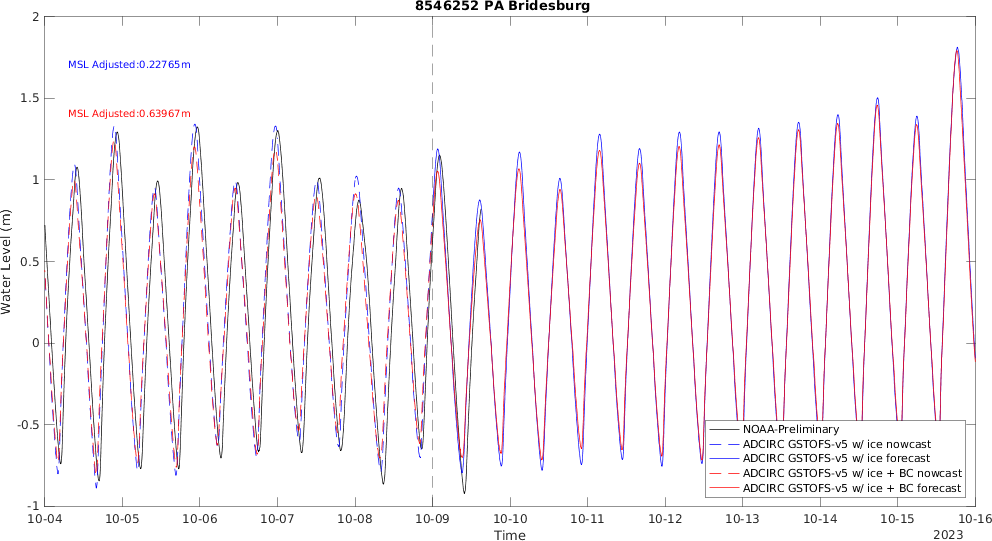 8546252 PA Bridesburg
Water Level (m)
2
1.5
1
0.5
0
-0.5
-1
MSL Adjusted:0.22765m
MSL Adjusted:0.63967m
NOAA-Preliminary
ADCIRC GSTOFS-v5 w/ ice nowcast
ADCIRC GSTOFS-v5 w/ ice forecast
ADCIRC GSTOFS-v5 w/ ice + BC nowcast
ADCIRC GSTOFS-v5 w/ ice + BC forecast
10-04 10-05 10-06 10-07 10-08 10-09 10-10 10-11 10-12 10-13 10-14 10-15 10-16
Time
2023